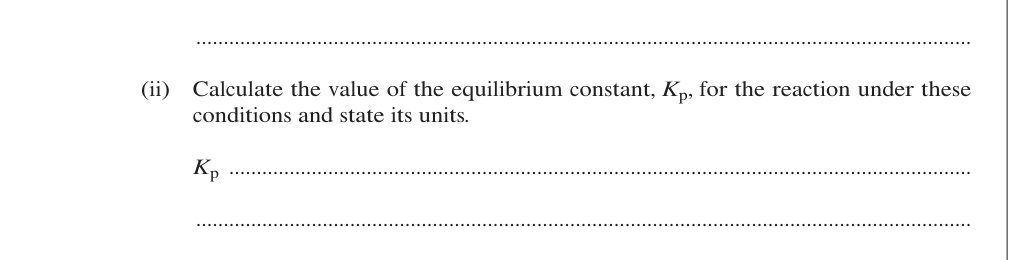 (ii) Calculate the value of the equilibrium constant, Kp, for the reaction under these
conditions and state its units.
Kp ..........................................................................................................................................